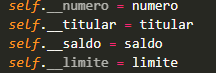 self.__numero = numero
self.__titular = titular
self.__saldo = saldo
self.__limite = limite